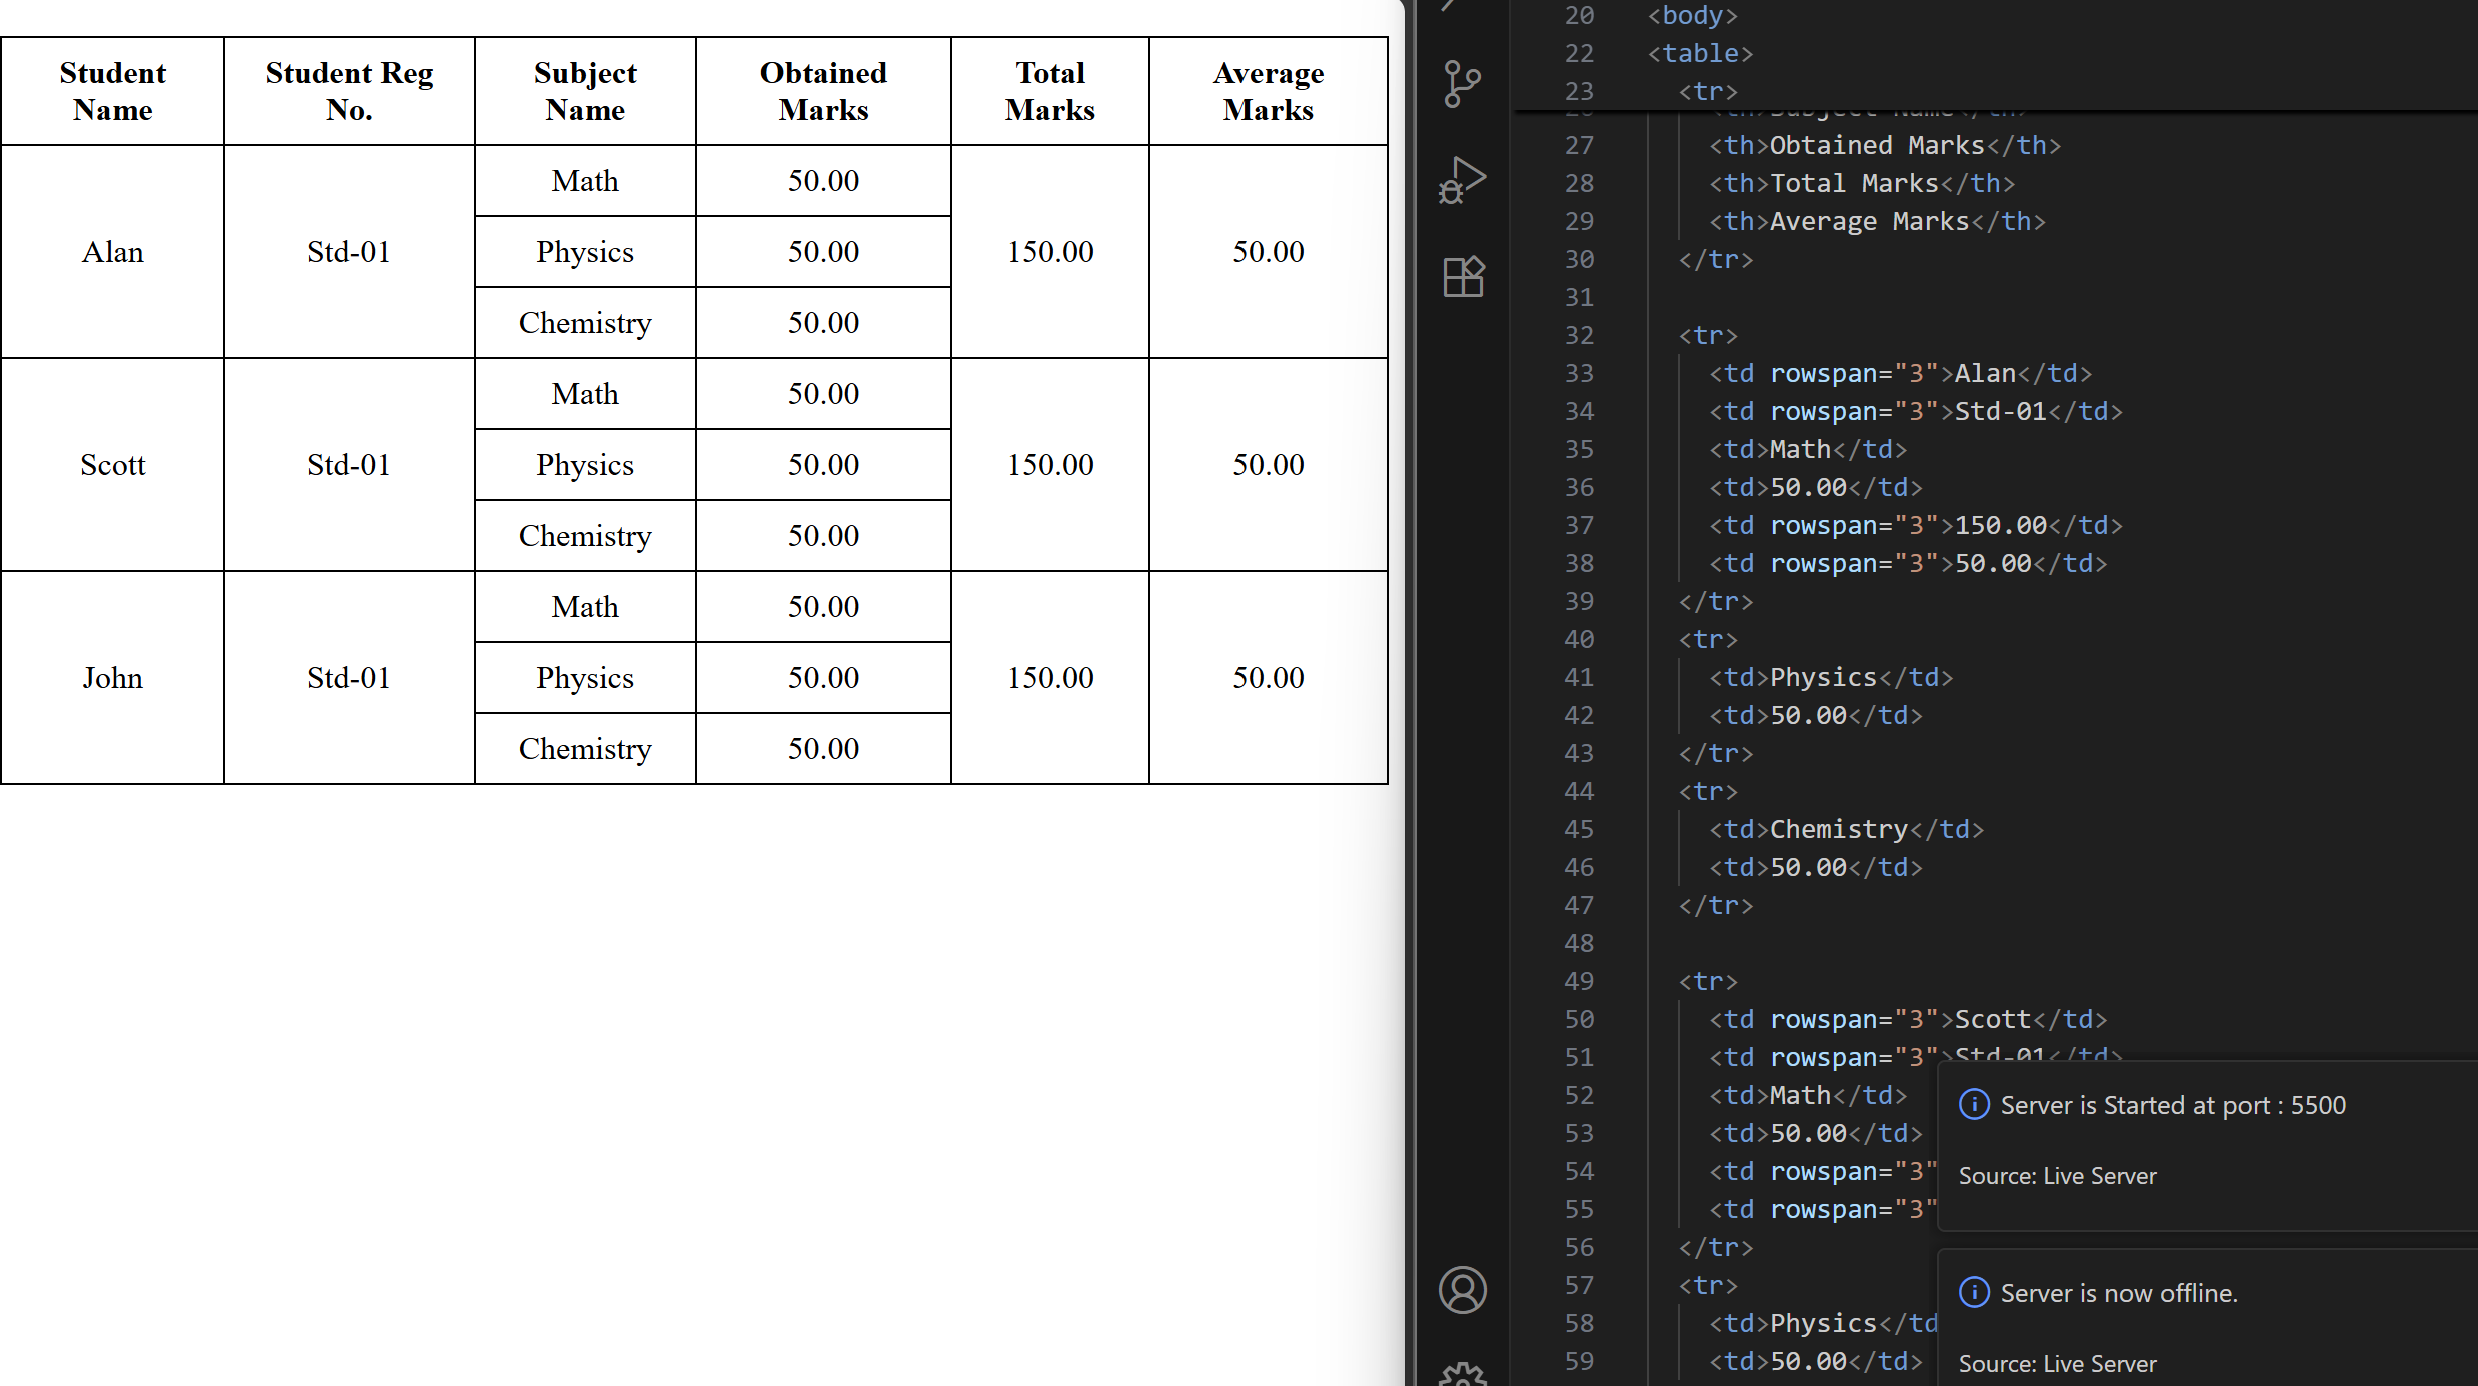 Student Name
Student Reg No.
Subject Name
Obtained Marks
Total Marks
Average Marks
Alan
Std-01
Math
50.00
150.00
50.00
Physics
50.00
Chemistry
50.00
Scott
Std-01
Math
50.00
150.00
50.00
Physics
50.00
Chemistry
50.00
John
Std-01
Math
50.00
150.00
50.00
Physics
50.00
Chemistry
50.00
20 <body>
22 <table>
23 <tr>
26 <th>Subject Name</th>
27 <th>Obtained Marks</th>
28 <th>Total Marks</th>
29 <th>Average Marks</th>
30 </tr>
31
32 <tr>
33 <td rowspan="3">Alan</td>
34 <td rowspan="3">Std-01</td>
35 <td>Math</td>
36 <td>50.00</td>
37 <td rowspan="3">150.00</td>
38 <td rowspan="3">50.00</td>
39 </tr>
40 <tr>
41 <td>Physics</td>
42 <td>50.00</td>
43 </tr>
44 <tr>
45 <td>Chemistry</td>
46 <td>50.00</td>
47 </tr>
48
49 <tr>
50 <td rowspan="3">Scott</td>
51 <td rowspan="3">Std-01</td>
52 <td>Math</td>
53 <td>50.00</td>
54 <td rowspan="3"
55 <td rowspan="3"
56 </tr>
57 <tr>
58 <td>Physics</td
59 <td>50.00</td>
Server is Started at port : 5500
Source: Live Server
Server is now offline.
Source: Live Server